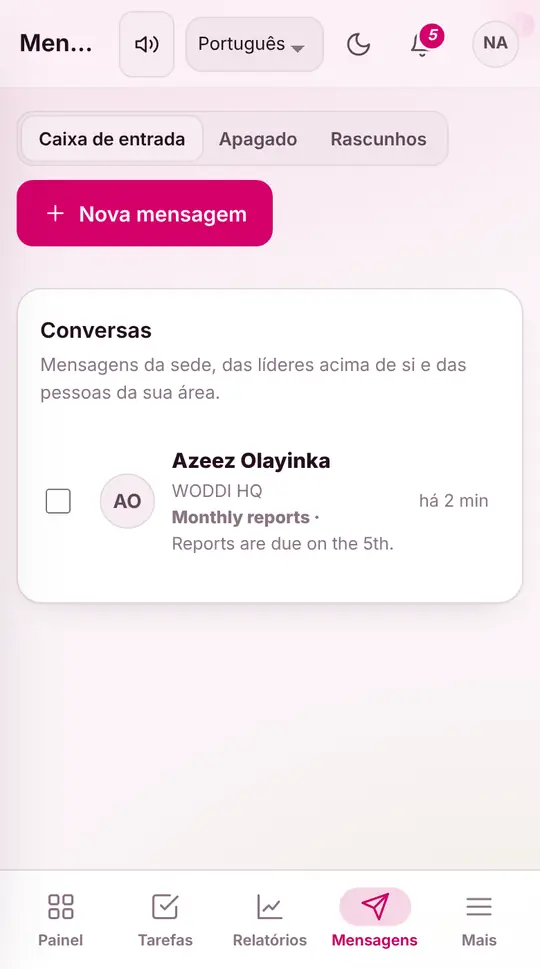 Men...
Português
5
NA
Caixa de entrada
Apagado
Rascunhos
+ Nova mensagem
Conversas
Mensagens da sede, das líderes acima de si e das
pessoas da sua área.
Azeez Olayinka
AO
WODDI HQ
há 2 min
Monthly reports ·
Reports are due on the 5th.
Painel
Tarefas
Relatórios
Mensagens
Mais